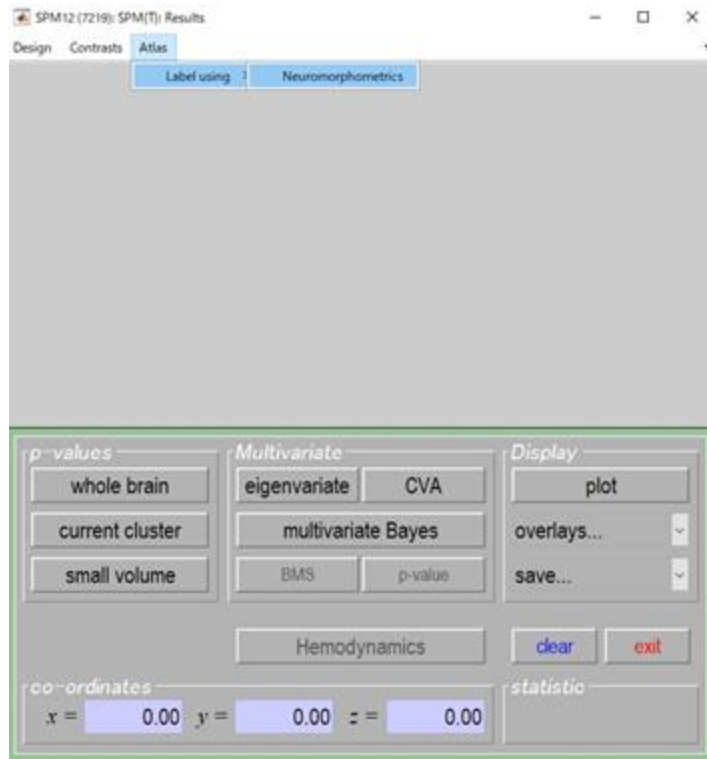 SPM12 (7219): SPM{T}: Results
Design Contrasts Atlas
Label using Neuromorphometrics
p-values Multivariate Display
whole brain eigenvariate CVA plot
current cluster multivariate Bayes overlays...
small volume BMS p-value save...
Hemodynamics clear exit
co-ordinates statistic
x = 0.00 y = 0.00 z = 0.00